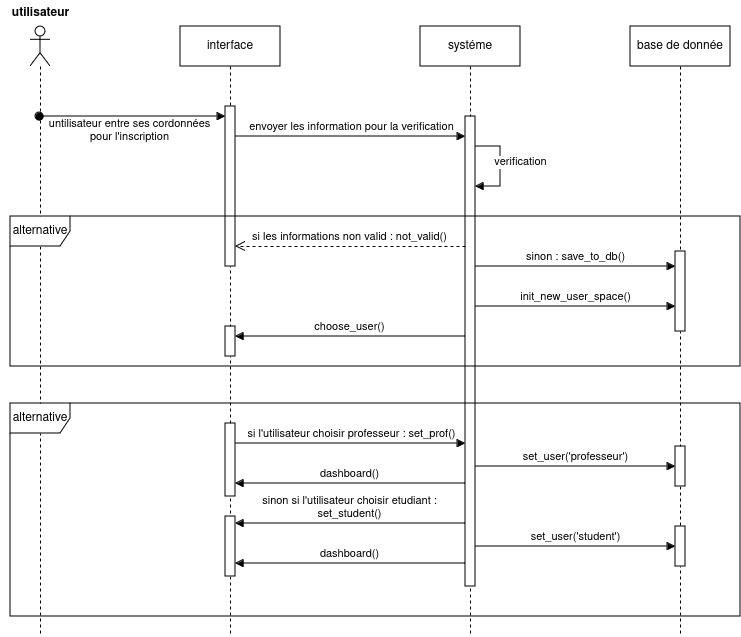 utilisateur
interface
systéme
base de donnée
untilisateur entre ses cordonnées
pour l'inscription
envoyer les information pour la verification
verification
alternative
si les informations non valid : not_valid()
sinon : save_to_db()
init_new_user_space()
choose_user()
alternative
si l'utilisateur choisir professeur : set_prof()
set_user('professeur')
dashboard()
sinon si l'utilisateur choisir etudiant :
set_student()
set_user('student')
dashboard()